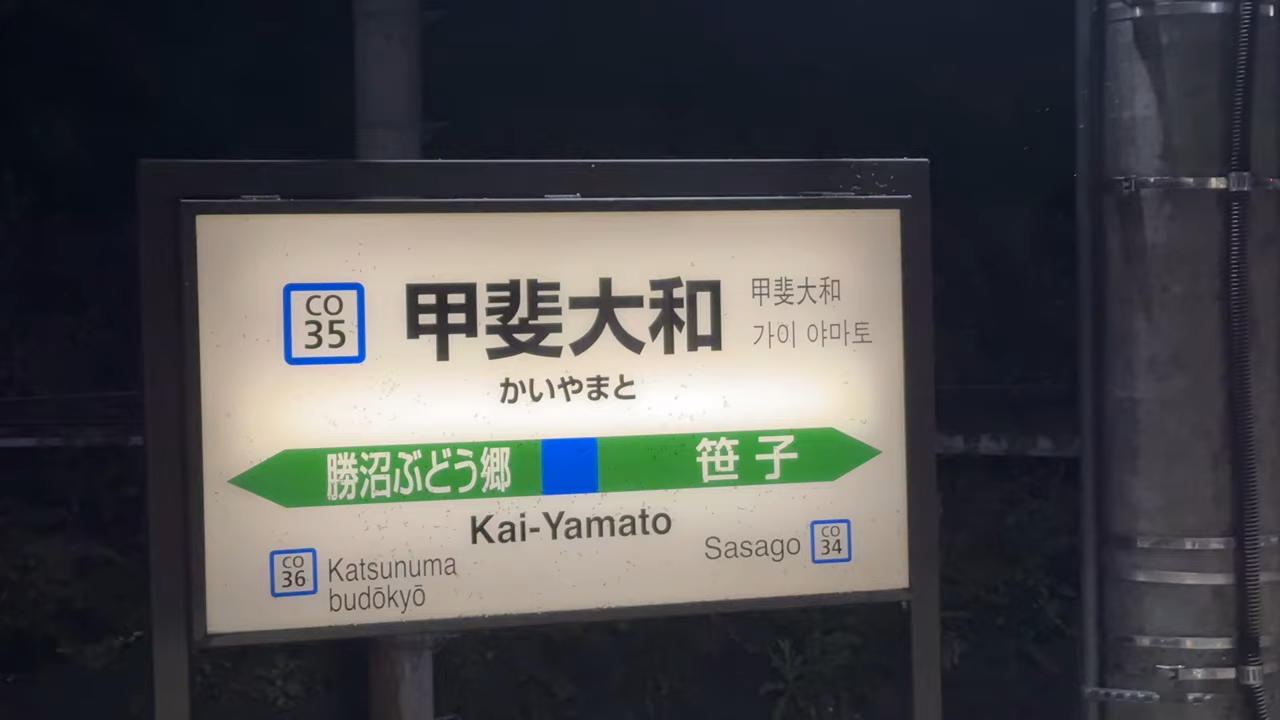 CO
35
甲斐大和
甲斐大和
가이 야마토
かいやまと
勝沼ぶどう郷
笹子
Kai-Yamato
CO
36
Katsunuma
budōkyō
Sasago
CO
34